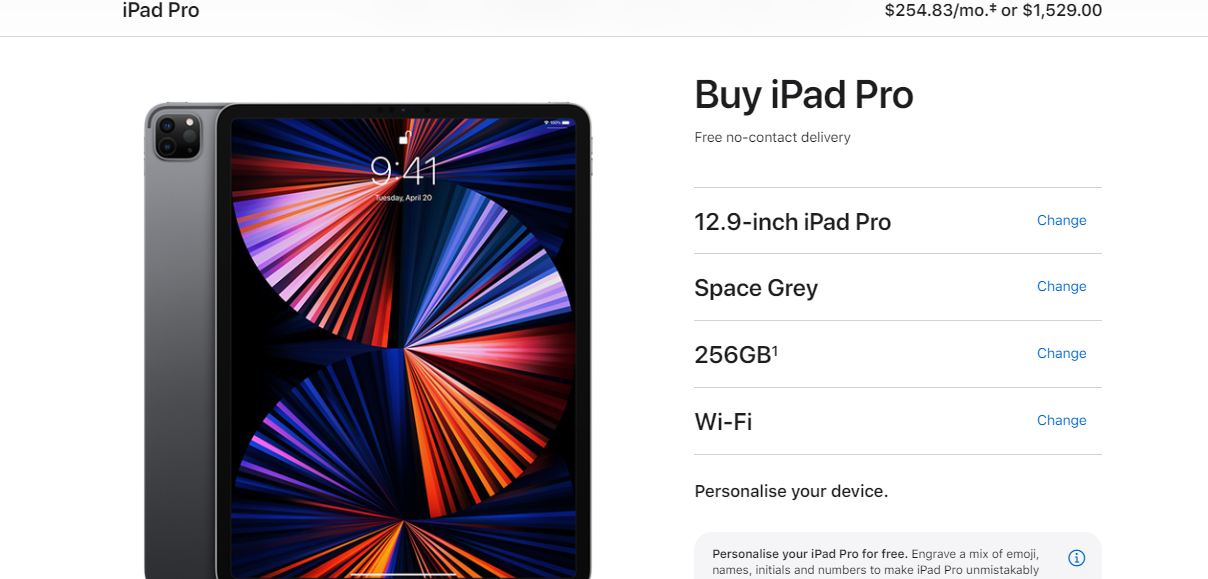 iPad Pro
$254.83/mo.‡ or $1,529.00
Buy iPad Pro
Free no-contact delivery
12.9-inch iPad Pro Change
Space Grey Change
256GB¹ Change
Wi-Fi Change
Personalise your device.
Personalise your iPad Pro for free. Engrave a mix of emoji,
names, initials and numbers to make iPad Pro unmistakably
9:41
Tuesday, April 20
100%